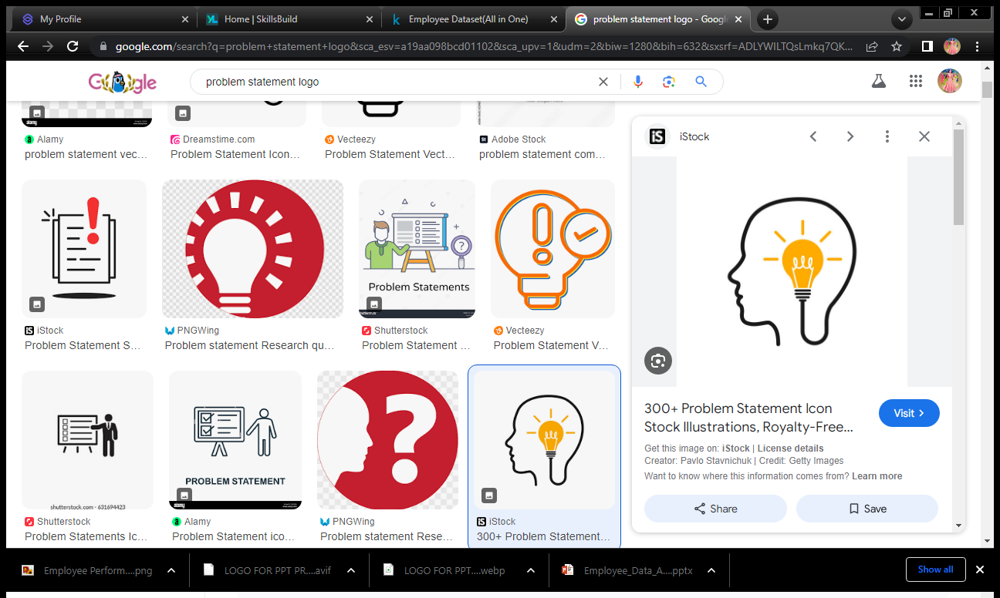 My Profile
Home | SkillsBuild
Employee Dataset(All in One)
problem statement logo - Google
google.com/search?q=problem+statement+logo&sca_esv=a19aa098bcd01102&sca_upv=1&udm=2&biw=1280&bih=632&sxsrf=ADLYWILTQsLmkq7QK...
Google
problem statement logo
alamy
Alamy
problem statement vec...
Dreamstime.com
Problem Statement Icon...
Vecteezy
Problem Statement Vect...
Adobe Stock
problem statement com...
iStock
Problem Statement S...
PNGWing
Problem statement Research qu...
Problem Statements
Shutterstock
Problem Statement ...
Vecteezy
Problem Statement V...
shutterstock.com · 631694423
Shutterstock
Problem Statements Ic...
PROBLEM STATEMENT
alamy
Alamy
Problem Statement ico...
PNGWing
Problem statement Rese...
iStock
300+ Problem Statement...
iS
iStock
300+ Problem Statement Icon
Stock Illustrations, Royalty-Free...
Visit
Get this image on: iStock | License details
Creator: Pavlo Stavnichuk | Credit: Getty Images
Want to know where this information comes from? Learn more
Share
Save
Employee Perform....png
LOGO FOR PPT PR....avif
LOGO FOR PPT....webp
Employee_Data_A....pptx
Show all